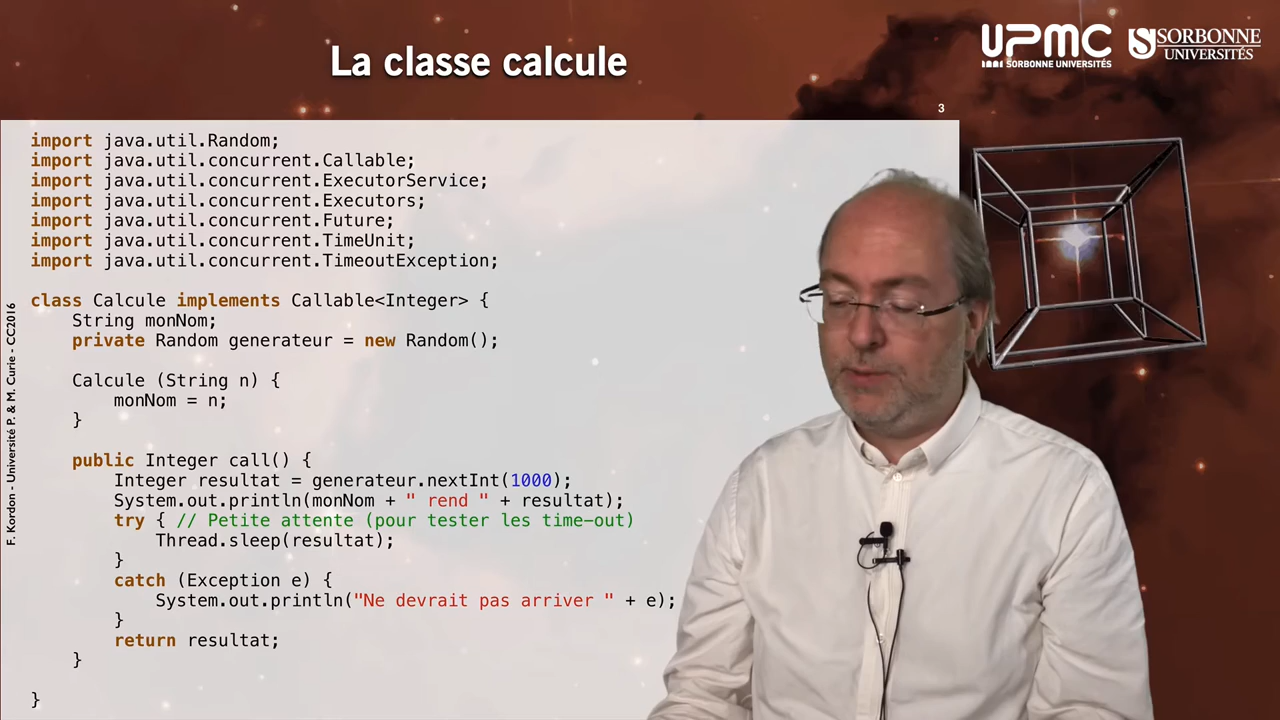 La classe calcule
UPMC
SORBONNE UNIVERSITÉS
SORBONNE
UNIVERSITÉS
3
import java.util.Random;
import java.util.concurrent.Callable;
import java.util.concurrent.ExecutorService;
import java.util.concurrent.Executors;
import java.util.concurrent.Future;
import java.util.concurrent.TimeUnit;
import java.util.concurrent.TimeoutException;
class Calcule implements Callable<Integer> {
String monNom;
private Random generateur = new Random();
Calcule (String n) {
monNom = n;
}
public Integer call() {
Integer resultat = generateur.nextInt(1000);
System.out.println(monNom + " rend " + resultat);
try { // Petite attente (pour tester les time-out)
Thread.sleep(resultat);
}
catch (Exception e) {
System.out.println("Ne devrait pas arriver " + e);
}
return resultat;
}
}
F. Kordon - Université P. & M. Curie - CC2016